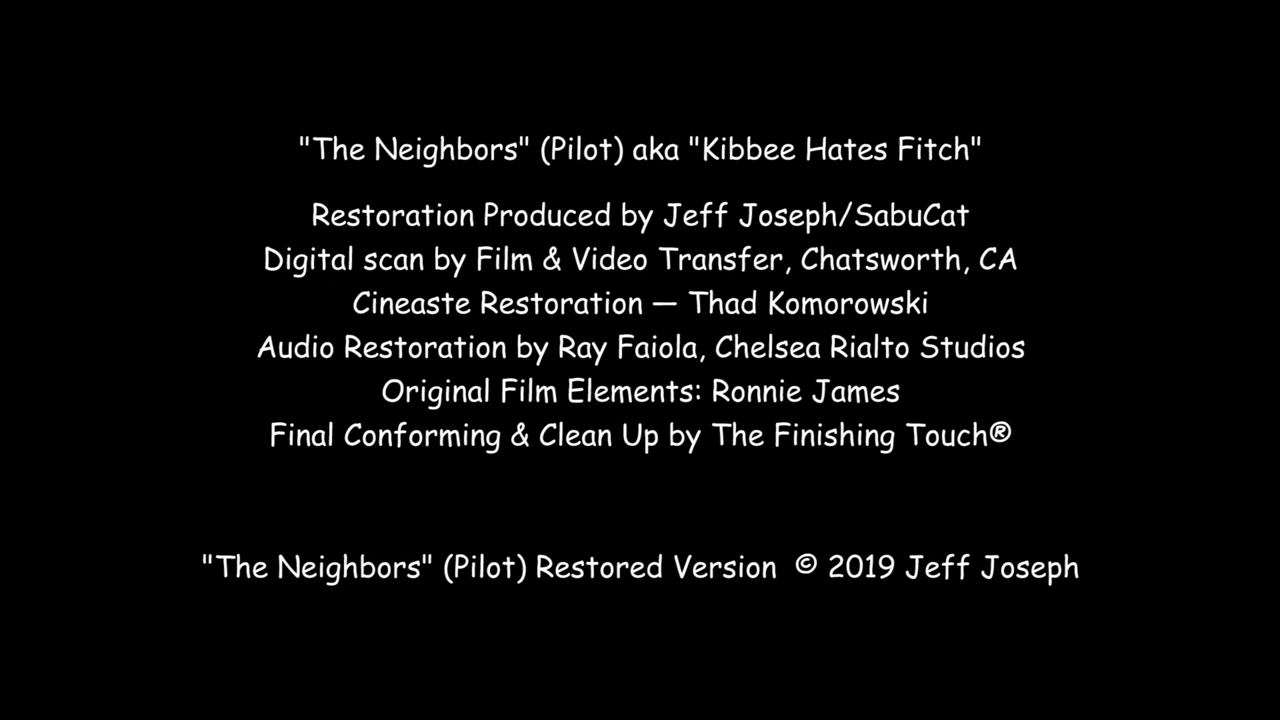 "The Neighbors" (Pilot) aka "Kibbee Hates Fitch"
Restoration Produced by Jeff Joseph/SabuCat
Digital scan by Film & Video Transfer, Chatsworth, CA
Cineaste Restoration — Thad Komorowski
Audio Restoration by Ray Faiola, Chelsea Rialto Studios
Original Film Elements: Ronnie James
Final Conforming & Clean Up by The Finishing Touch®
"The Neighbors" (Pilot) Restored Version © 2019 Jeff Joseph